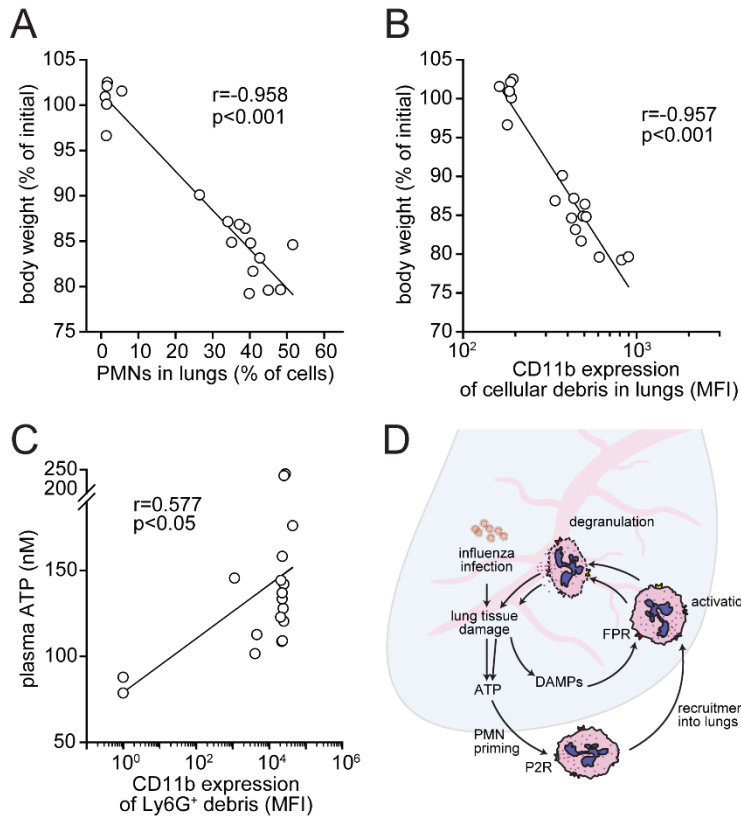 A
105
100
95
90
85
80
75
body weight (% of initial)
r=-0.958
p<0.001
0 10 20 30 40 50 60
PMNs in lungs (% of cells)
B
105
100
95
90
85
80
75
70
body weight (% of initial)
r=-0.957
p<0.001
10²
10³
CD11b expression
of cellular debris in lungs (MFI)
C
250
200
150
100
50
plasma ATP (nM)
r=0.577
p<0.05
10⁰ 10² 10⁴ 10⁶
CD11b expression
of Ly6G⁺ debris (MFI)
D
degranulation
influenza
infection
lung tissue
damage
activatio
FPR
ATP
DAMPs
recruitmen
into lungs
PMN
priming
P2R